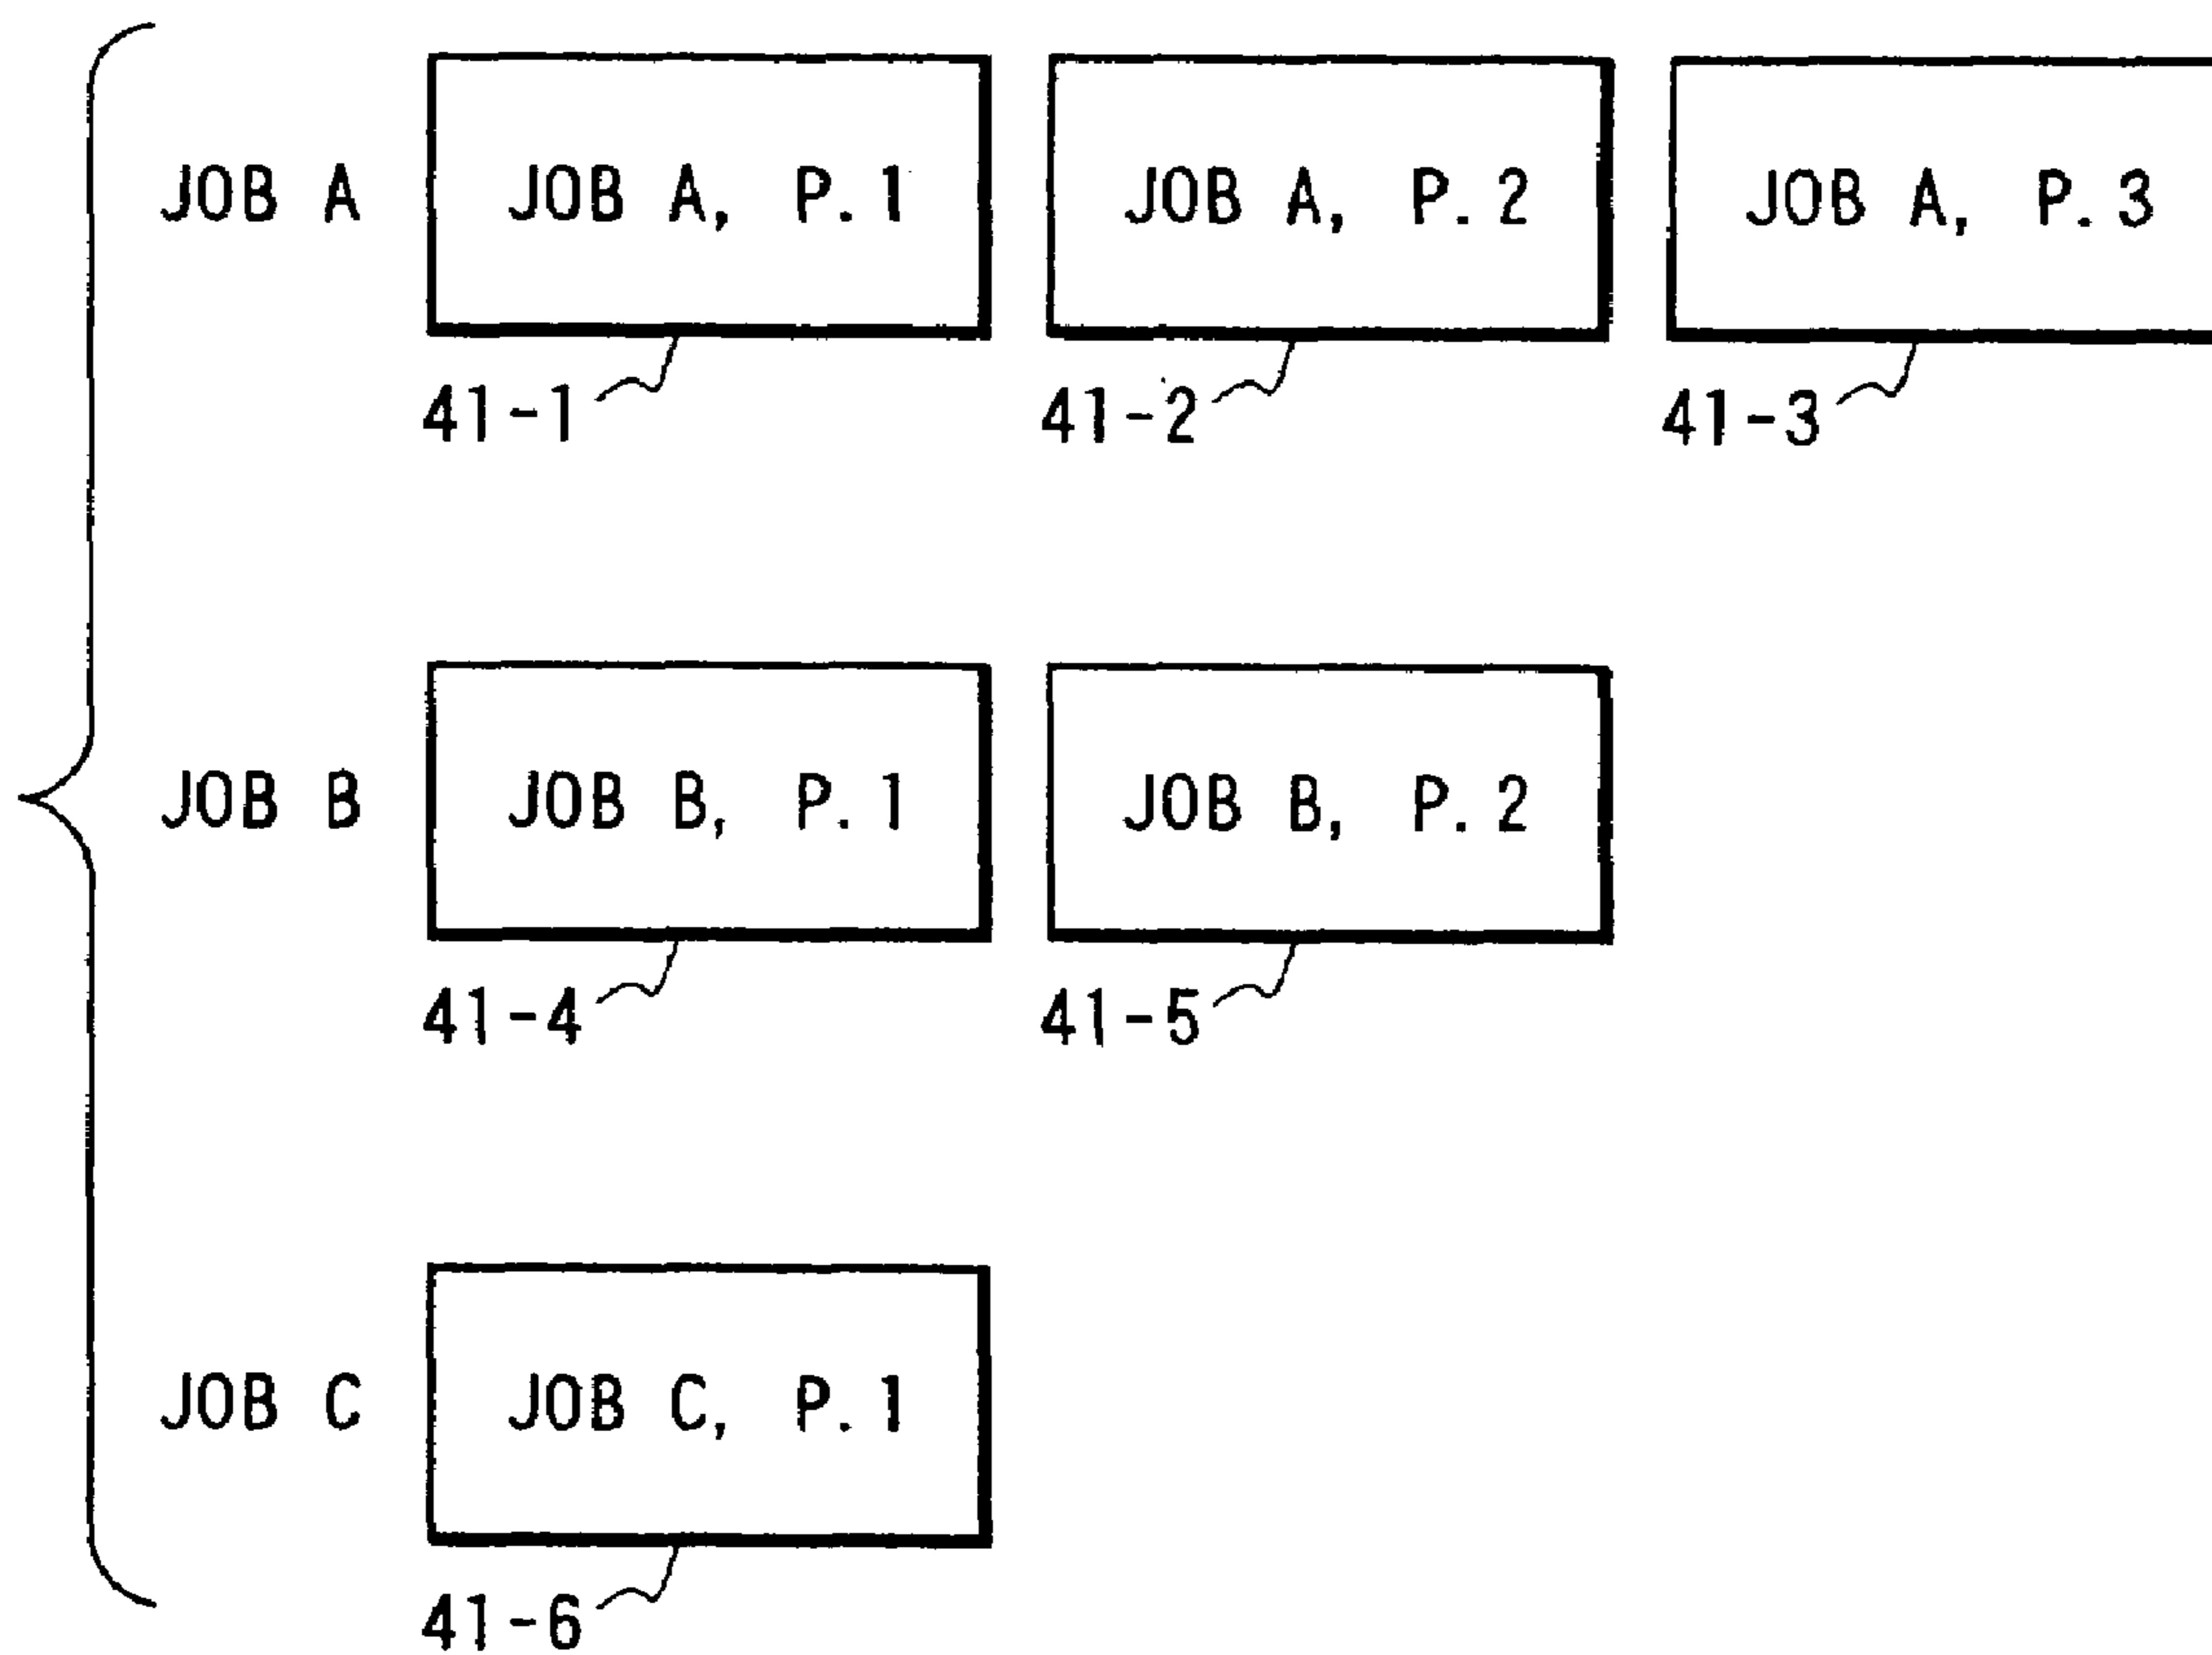 JOB A JOB A, P. 1 JOB A, P. 2 JOB A, P. 3
41-1 41-2 41-3
JOB B JOB B, P. 1 JOB B, P. 2
41-4 41-5
JOB C JOB C, P. 1
41-6